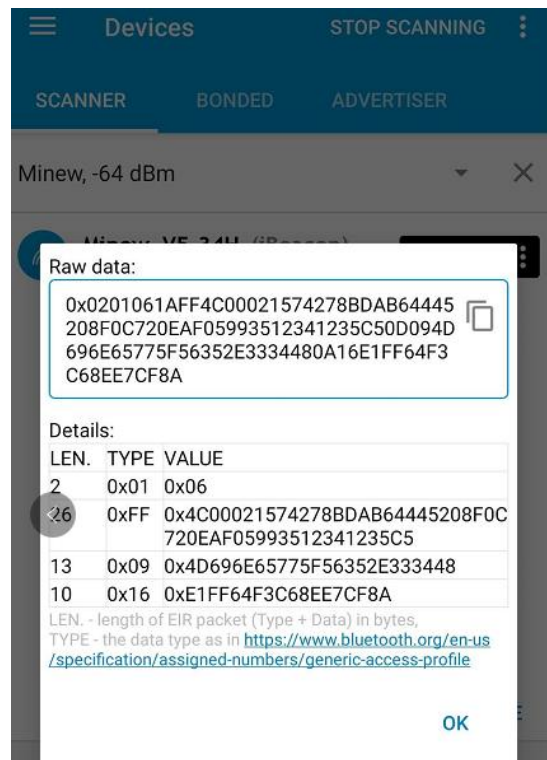 Devices STOP SCANNING
SCANNER BONDED ADVERTISER
Minew, -64 dBm
Raw data:
0x0201061AFF4C00021574278BDAB64445
208F0C720EAF05993512341235C50D094D
696E65775F56352E3334480A16E1FF64F3
C68EE7CF8A
Details:
LEN. TYPE VALUE
2 0x01 0x06
26 0xFF 0x4C00021574278BDAB64445208F0C
720EAF05993512341235C5
13 0x09 0x4D696E65775F56352E333448
10 0x16 0xE1FF64F3C68EE7CF8A
LEN. - length of EIR packet (Type + Data) in bytes,
TYPE - the data type as in https://www.bluetooth.org/en-us
/specification/assigned-numbers/generic-access-profile
OK